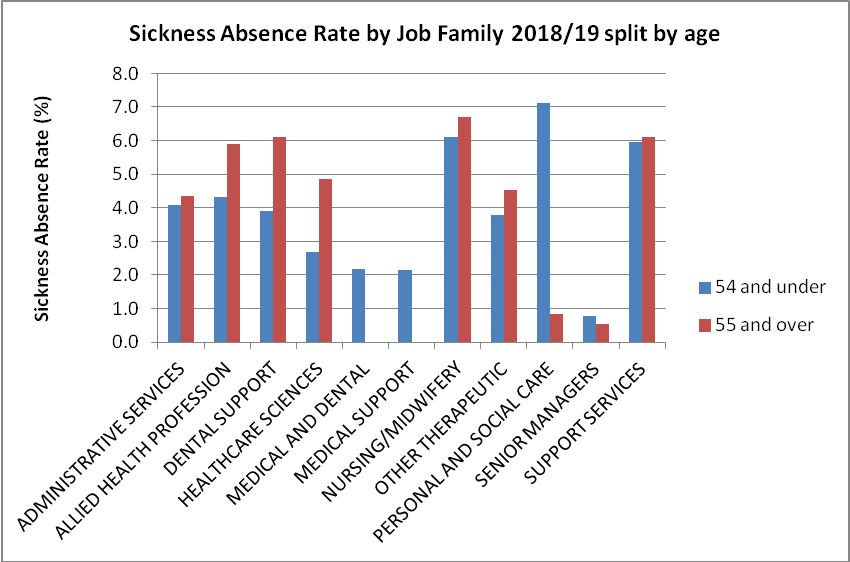 Sickness Absence Rate by Job Family 2018/19 split by age
Sickness Absence Rate (%)
8.0
7.0
6.0
5.0
4.0
3.0
2.0
1.0
0.0
ADMINISTRATIVE SERVICES
ALLIED HEALTH PROFESSION
DENTAL SUPPORT
HEALTHCARE SCIENCES
MEDICAL AND DENTAL
MEDICAL SUPPORT
NURSING/MIDWIFERY
OTHER THERAPEUTIC
PERSONAL AND SOCIAL CARE
SENIOR MANAGERS
SUPPORT SERVICES
54 and under
55 and over